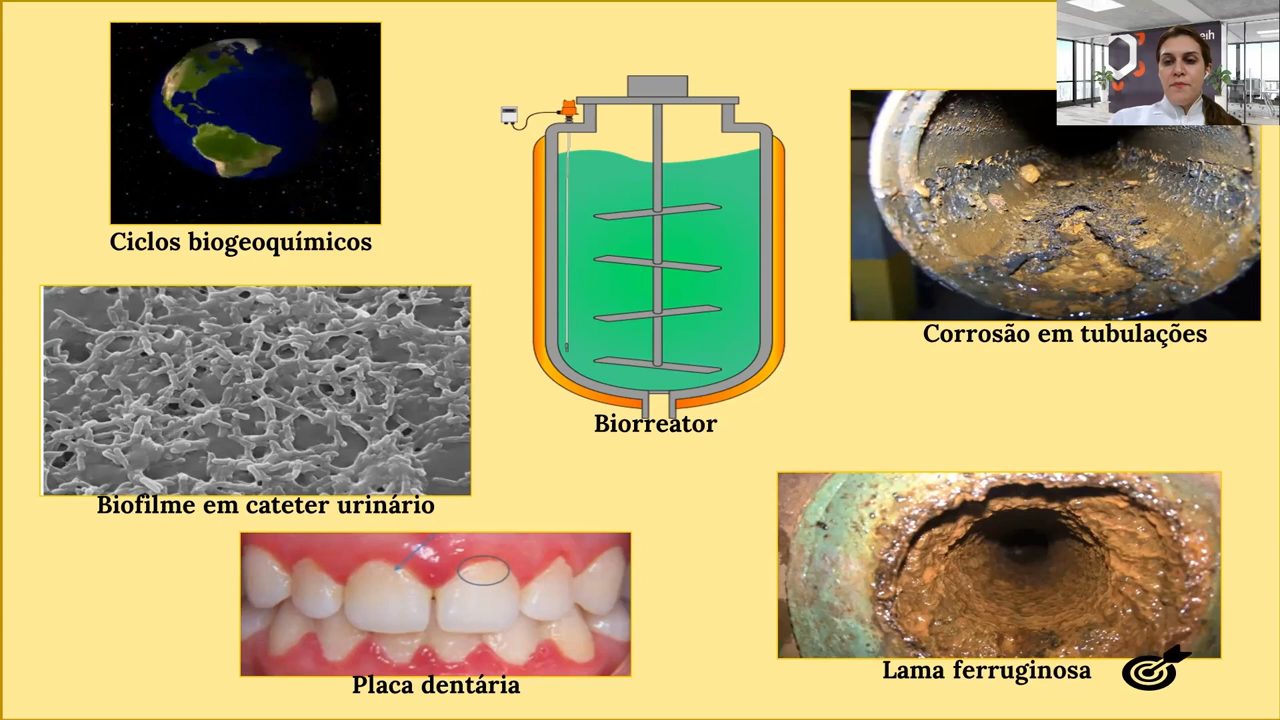 Ciclos biogeoquímicos
Biorreator
Corrosão em tubulações
Biofilme em cateter urinário
Placa dentária
Lama ferruginosa